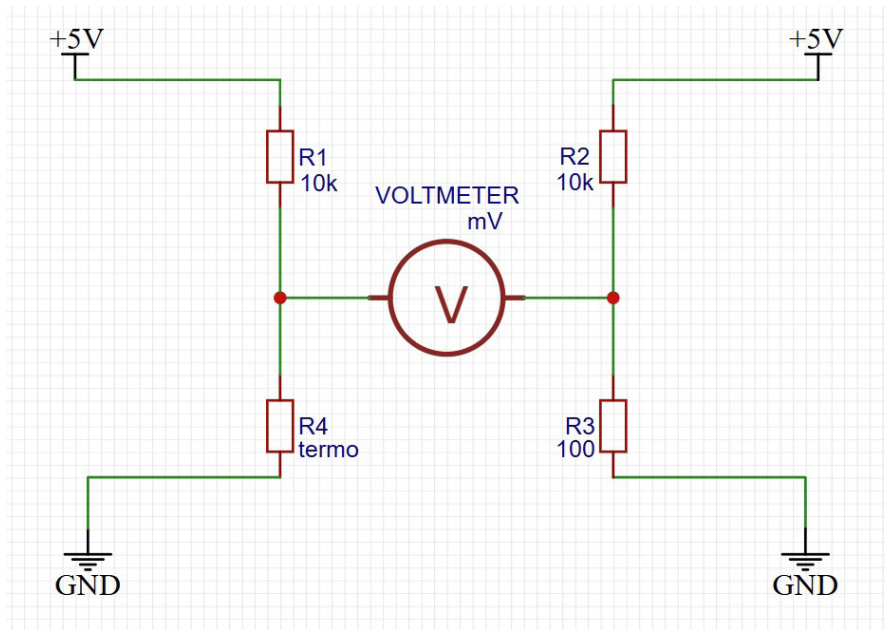 +5V
+5V
R1
10k
R2
10k
VOLTMETER
mV
V
R4
termo
R3
100
GND
GND